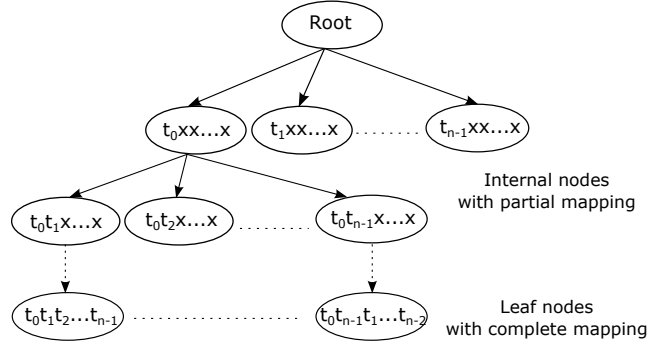 Root
t₀xx...x t₁xx...x ........ tₙ₋₁xx...x
Internal nodes
with partial mapping
t₀t₁x...x t₀t₂x...x ........ t₀tₙ₋₁x...x
t₀t₁t₂...tₙ₋₁ ........ t₀tₙ₋₁t₁...tₙ₋₂
Leaf nodes
with complete mapping